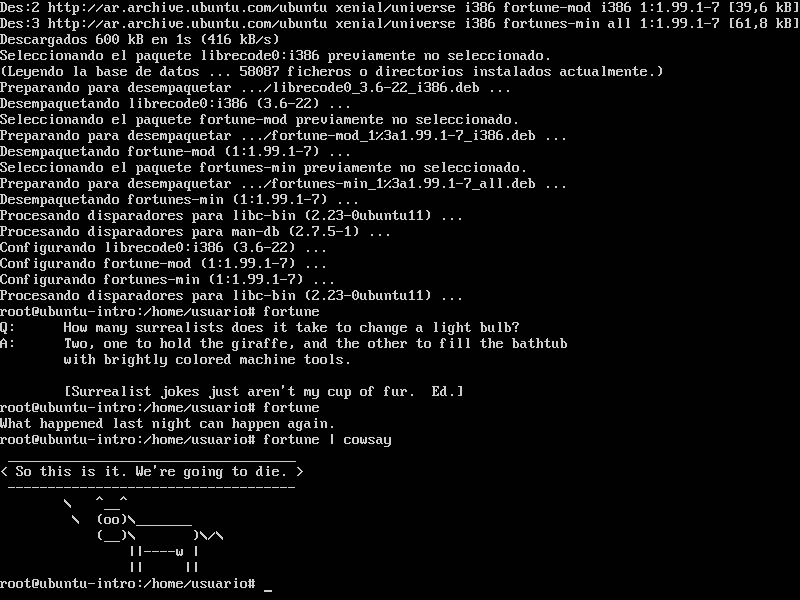 Des:2 http://ar.archive.ubuntu.com/ubuntu xenial/universe i386 fortune-mod i386 1:1.99.1-7 [39,6 kB]
Des:3 http://ar.archive.ubuntu.com/ubuntu xenial/universe i386 fortunes-min all 1:1.99.1-7 [61,8 kB]
Descargados 600 kB en 1s (416 kB/s)
Seleccionando el paquete librecode0:i386 previamente no seleccionado.
(Leyendo la base de datos ... 58087 ficheros o directorios instalados actualmente.)
Preparando para desempaquetar .../librecode0_3.6-22_i386.deb ...
Desempaquetando librecode0:i386 (3.6-22) ...
Seleccionando el paquete fortune-mod previamente no seleccionado.
Preparando para desempaquetar .../fortune-mod_1%3a1.99.1-7_i386.deb ...
Desempaquetando fortune-mod (1:1.99.1-7) ...
Seleccionando el paquete fortunes-min previamente no seleccionado.
Preparando para desempaquetar .../fortunes-min_1%3a1.99.1-7_all.deb ...
Desempaquetando fortunes-min (1:1.99.1-7) ...
Procesando disparadores para libc-bin (2.23-0ubuntu11) ...
Procesando disparadores para man-db (2.7.5-1) ...
Configurando librecode0:i386 (3.6-22) ...
Configurando fortune-mod (1:1.99.1-7) ...
Configurando fortunes-min (1:1.99.1-7) ...
Procesando disparadores para libc-bin (2.23-0ubuntu11) ...
root@ubuntu-intro:/home/usuario# fortune
Q:      How many surrealists does it take to change a light bulb?
A:      Two, one to hold the giraffe, and the other to fill the bathtub
        with brightly colored machine tools.

        [Surrealist jokes just aren't my cup of fur.  Ed.]
root@ubuntu-intro:/home/usuario# fortune
What happened last night can happen again.
root@ubuntu-intro:/home/usuario# fortune | cowsay
 ____________________________________
< So this is it. We're going to die. >
 ------------------------------------
        \   ^__^
         \  (oo)\_______
            (__)\       )\/\
                ||----w |
                ||     ||
root@ubuntu-intro:/home/usuario# _